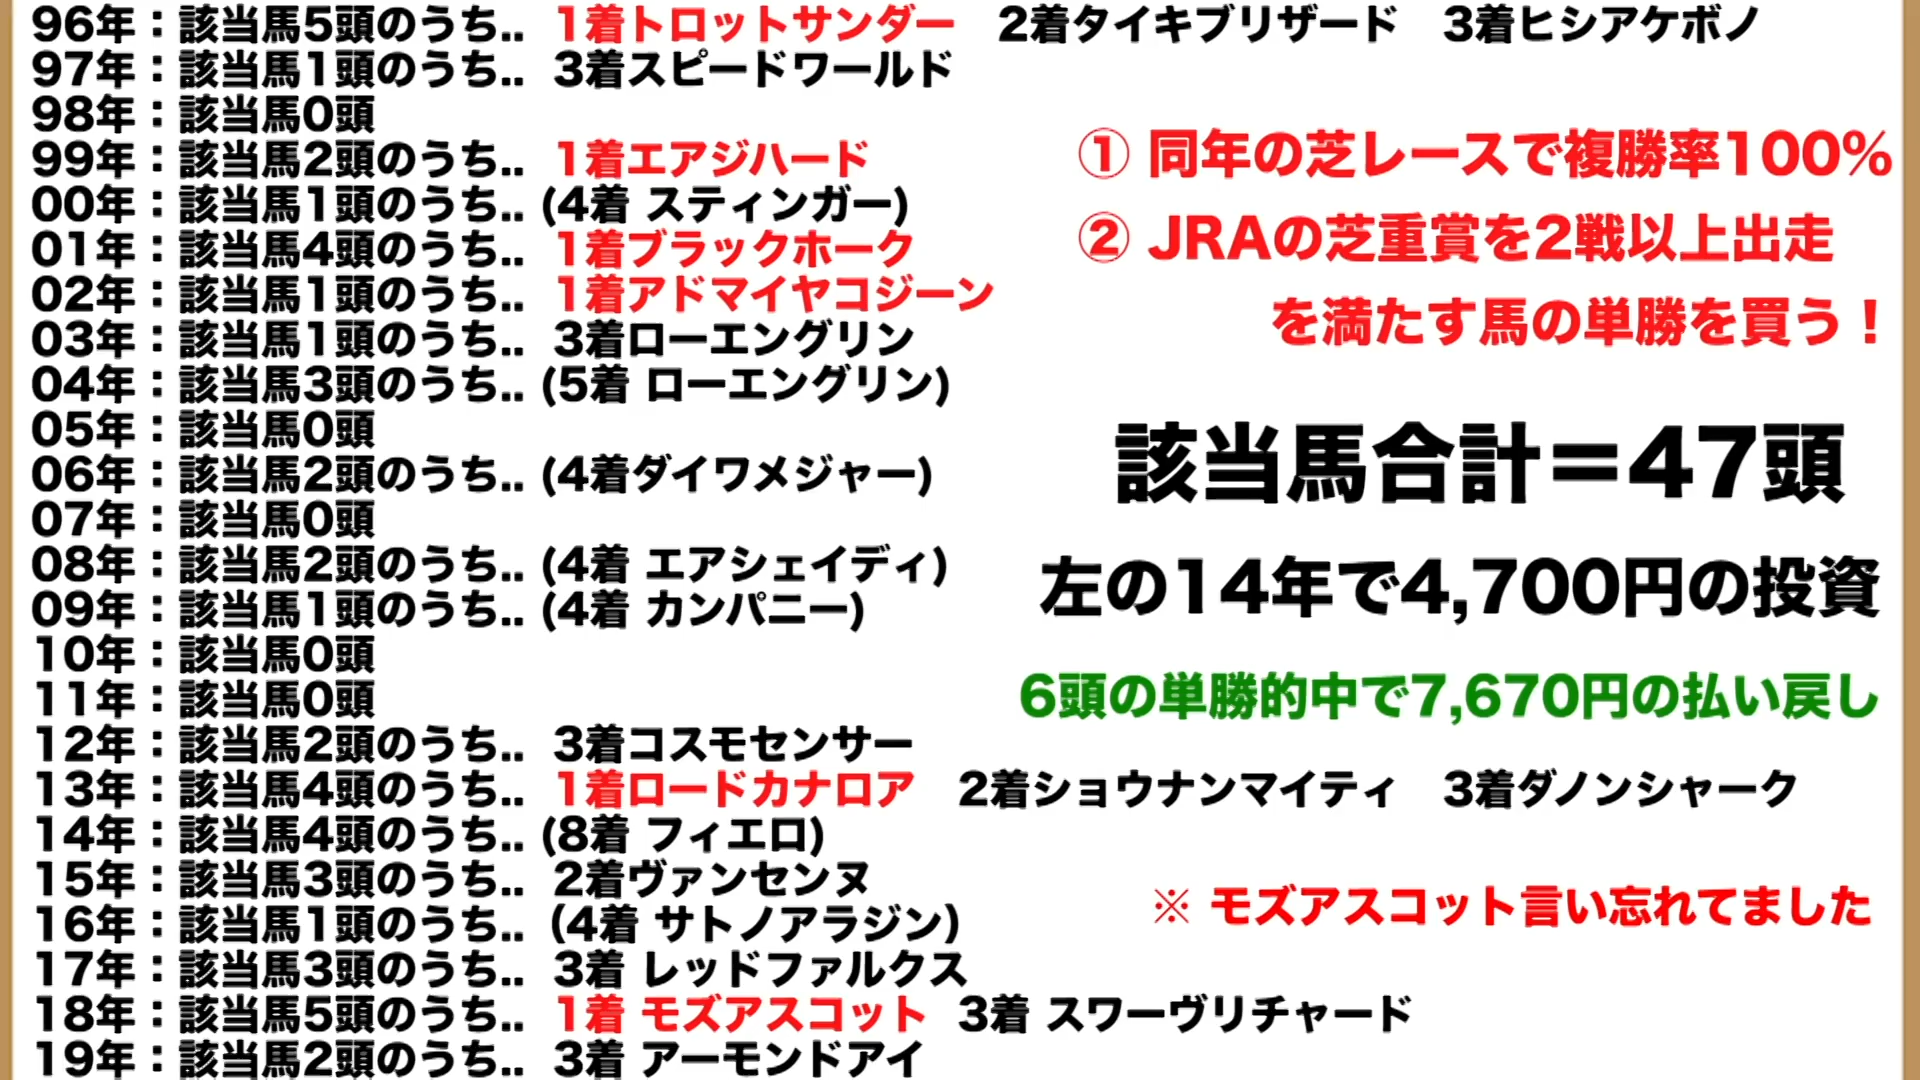 96年：該当馬5頭のうち.. 1着トロットサンダー 2着タイキブリザード 3着ヒシアケボノ
97年：該当馬1頭のうち.. 3着スピードワールド
98年：該当馬0頭
99年：該当馬2頭のうち.. 1着エアジハード
00年：該当馬1頭のうち.. (4着 スティンガー)
01年：該当馬4頭のうち.. 1着ブラックホーク
02年：該当馬1頭のうち.. 1着アドマイヤコジーン
03年：該当馬1頭のうち.. 3着ローエングリン
04年：該当馬3頭のうち.. (5着 ローエングリン)
05年：該当馬0頭
06年：該当馬2頭のうち.. (4着ダイワメジャー)
07年：該当馬0頭
08年：該当馬2頭のうち.. (4着 エアシェイディ)
09年：該当馬1頭のうち.. (4着 カンパニー)
10年：該当馬0頭
11年：該当馬0頭
12年：該当馬2頭のうち.. 3着コスモセンサー
13年：該当馬4頭のうち.. 1着ロードカナロア 2着ショウナンマイティ 3着ダノンシャーク
14年：該当馬4頭のうち.. (8着 フィエロ)
15年：該当馬3頭のうち.. 2着ヴァンセンヌ
16年：該当馬1頭のうち.. (4着 サトノアラジン)
17年：該当馬3頭のうち.. 3着 レッドファルクス
18年：該当馬5頭のうち.. 1着 モズアスコット 3着 スワーヴリチャード
19年：該当馬2頭のうち.. 3着 アーモンドアイ
① 同年の芝レースで複勝率100%
② JRAの芝重賞を2戦以上出走
を満たす馬の単勝を買う！
該当馬合計＝47頭
左の14年で4,700円の投資
6頭の単勝的中で7,670円の払い戻し
※ モズアスコット言い忘れてました